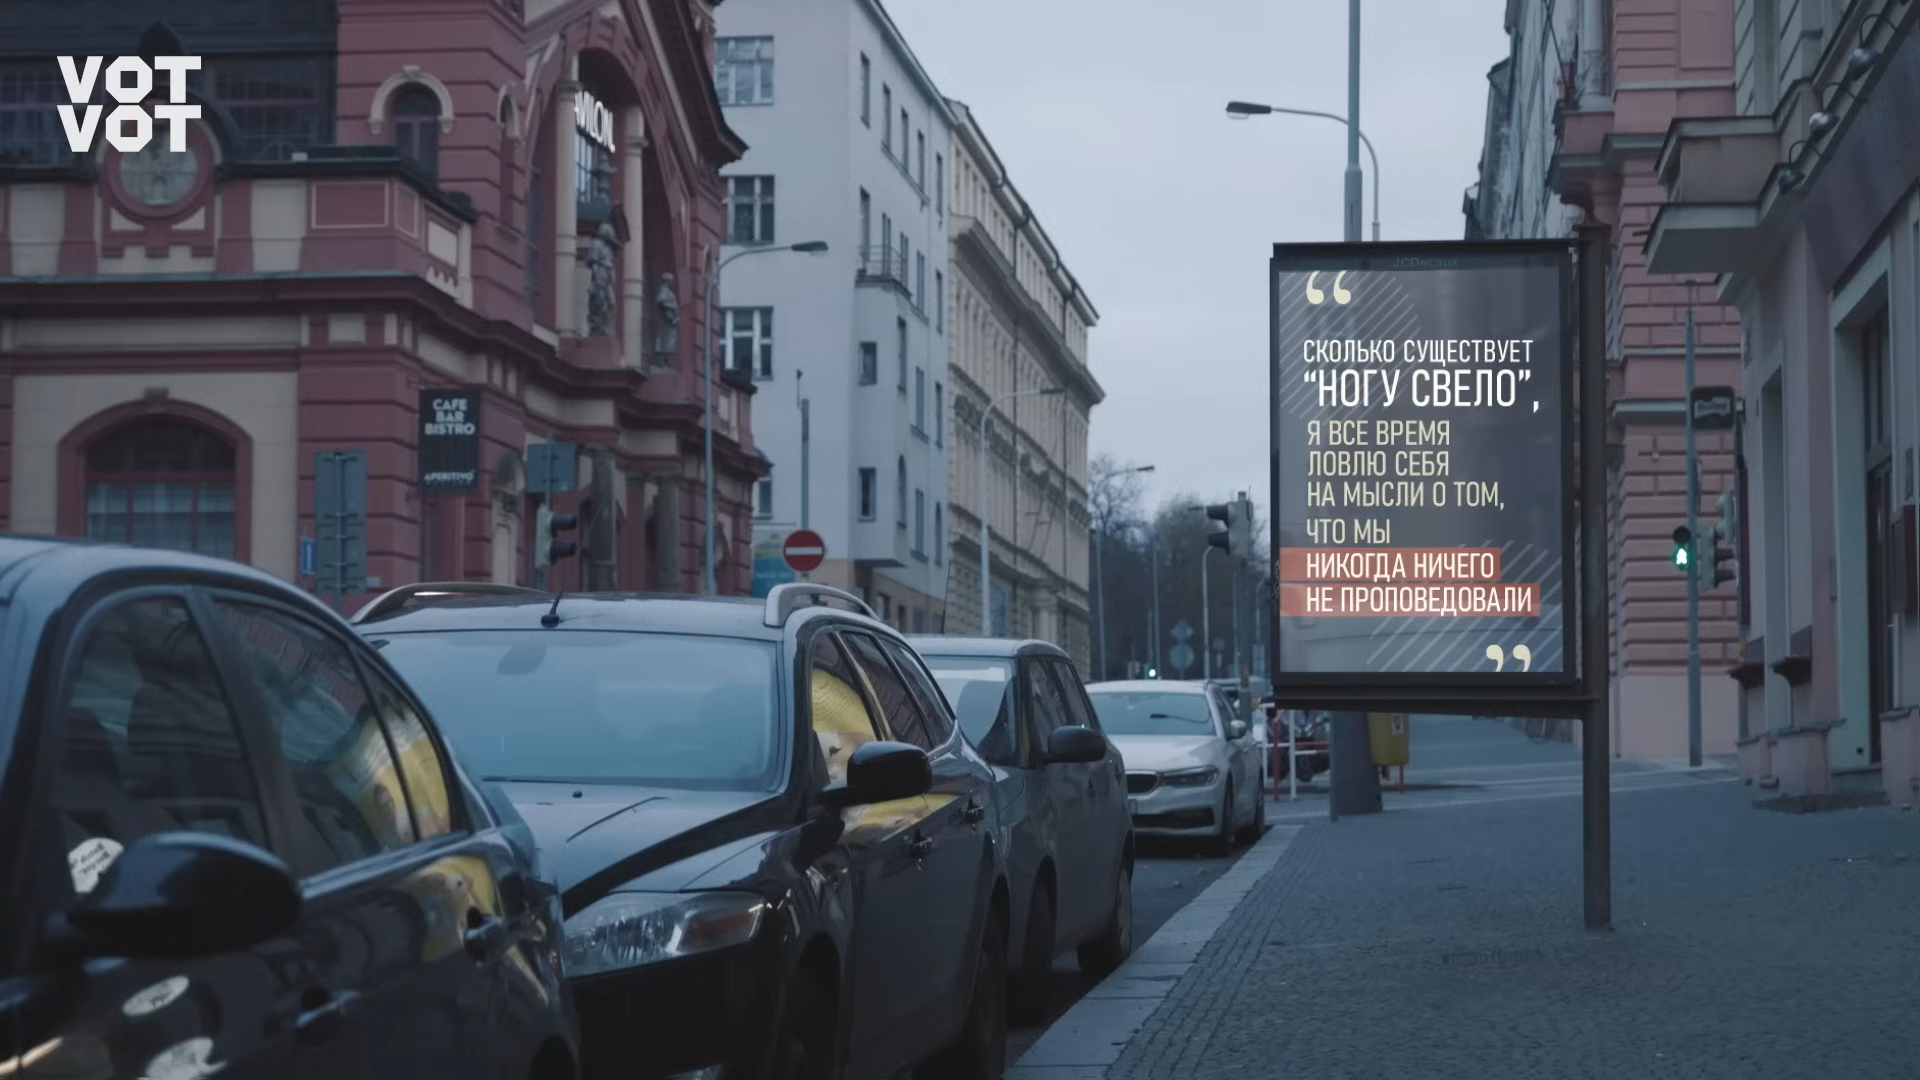 VOT
VOT
CAFE
BAR
BISTRO
APERITIVO
JCDecaux
“
СКОЛЬКО СУЩЕСТВУЕТ
“НОГУ СВЕЛО”,
Я ВСЕ ВРЕМЯ
ЛОВЛЮ СЕБЯ
НА МЫСЛИ О ТОМ,
ЧТО МЫ
НИКОГДА НИЧЕГО
НЕ ПРОПОВЕДОВАЛИ
”